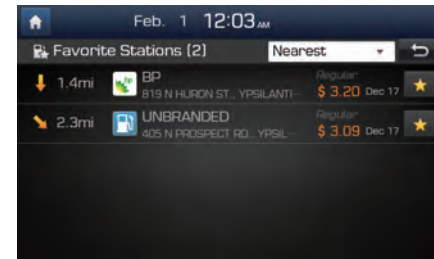 Feb. 1 12:03 AM
Favorite Stations (2) Nearest
1.4mi BP Regular
819 N HURON ST., YPSILANTI··· $ 3.20 Dec 17
2.3mi UNBRANDED Regular
405 N PROSPECT RD., YPSIL··· $ 3.09 Dec 17